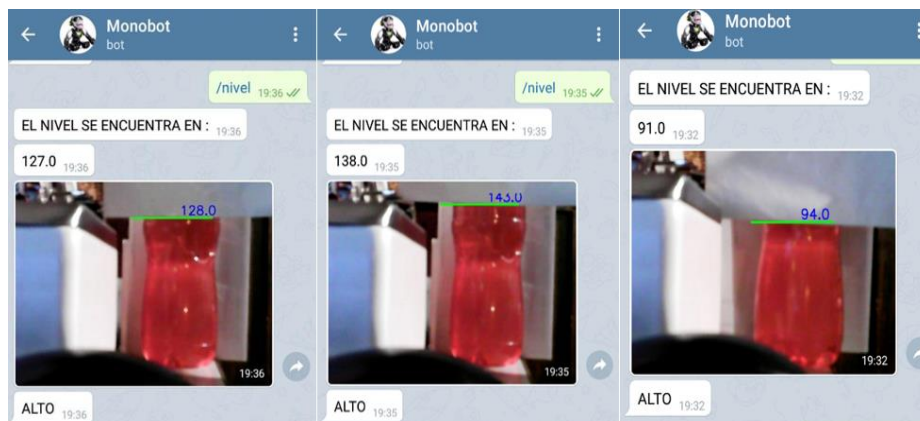 Monobot
bot
/nivel 19:36
EL NIVEL SE ENCUENTRA EN : 19:36
127.0 19:36
128.0
19:36
ALTO 19:36
Monobot
bot
/nivel 19:35
EL NIVEL SE ENCUENTRA EN : 19:35
138.0 19:35
143.0
19:35
ALTO 19:35
Monobot
bot
EL NIVEL SE ENCUENTRA EN : 19:32
91.0 19:32
94.0
19:32
ALTO 19:32